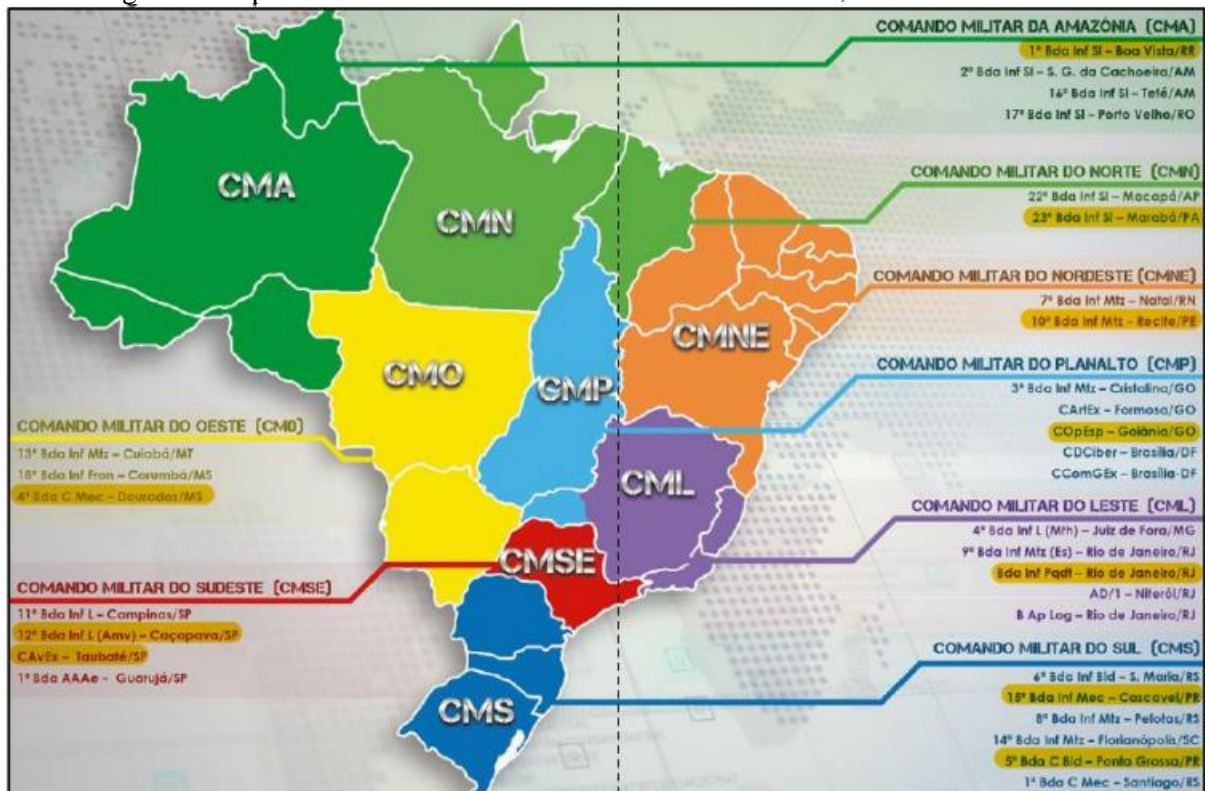 COMANDO MILITAR DA AMAZÔNIA (CMA)
1ª Bda Inf Sl – Boa Vista/RR
2ª Bda Inf Sl – S. G. da Cachoeira/AM
16ª Bda Inf Sl – Tefé/AM
17ª Bda Inf Sl – Porto Velho/RO
COMANDO MILITAR DO NORTE (CMN)
22ª Bda Inf Sl – Macapá/AP
23ª Bda Inf Sl – Marabá/PA
COMANDO MILITAR DO NORDESTE (CMNE)
7ª Bda Inf Mtz – Natal/RN
10ª Bda Inf Mtz – Recife/PE
COMANDO MILITAR DO PLANALTO (CMP)
3ª Bda Inf Mtz – Cristalina/GO
CArtEx – Formosa/GO
COpEsp – Goiânia/GO
CDCiber – Brasília/DF
CComGEx – Brasília-DF
COMANDO MILITAR DO LESTE (CML)
4ª Bda Inf L (Mth) – Juiz de Fora/MG
9ª Bda Inf Mtz (Es) – Rio de Janeiro/RJ
Bda Inf Pqdt – Rio de Janeiro/RJ
AD/1 – Niterói/RJ
B Ap Log – Rio de Janeiro/RJ
COMANDO MILITAR DO SUL (CMS)
6ª Bda Inf Bld – S. Maria/RS
15ª Bda Inf Mec – Cascavel/PR
8ª Bda Inf Mtz – Pelotas/RS
14ª Bda Inf Mtz – Florianópolis/SC
5ª Bda C Bld – Ponta Grossa/PR
1ª Bda C Mec – Santiago/RS
COMANDO MILITAR DO OESTE (CMO)
13ª Bda Inf Mtz – Cuiabá/MT
18ª Bda Inf Fron – Corumbá/MS
4ª Bda C Mec – Dourados/MS
COMANDO MILITAR DO SUDESTE (CMSE)
11ª Bda Inf L – Campinas/SP
12ª Bda Inf L (Amv) – Caçapava/SP
CAvEx – Taubaté/SP
1ª Bda AAAe – Guarujá/SP
CMA
CMN
CMNE
CMO
CMP
CML
CMSE
CMS